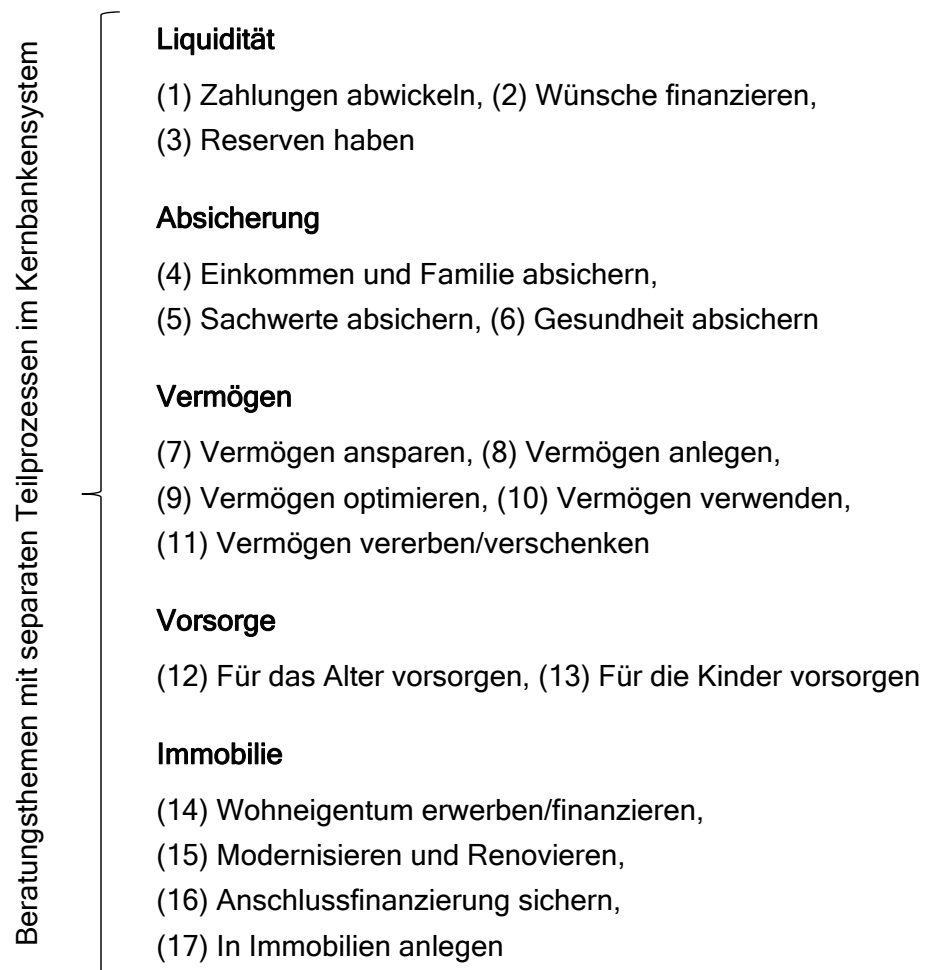 Beratungsthemen mit separaten Teilprozessen im Kernbankensystem
Liquidität
(1) Zahlungen abwickeln, (2) Wünsche finanzieren,
(3) Reserven haben
Absicherung
(4) Einkommen und Familie absichern,
(5) Sachwerte absichern, (6) Gesundheit absichern
Vermögen
(7) Vermögen ansparen, (8) Vermögen anlegen,
(9) Vermögen optimieren, (10) Vermögen verwenden,
(11) Vermögen vererben/verschenken
Vorsorge
(12) Für das Alter vorsorgen, (13) Für die Kinder vorsorgen
Immobilie
(14) Wohneigentum erwerben/finanzieren,
(15) Modernisieren und Renovieren,
(16) Anschlussfinanzierung sichern,
(17) In Immobilien anlegen